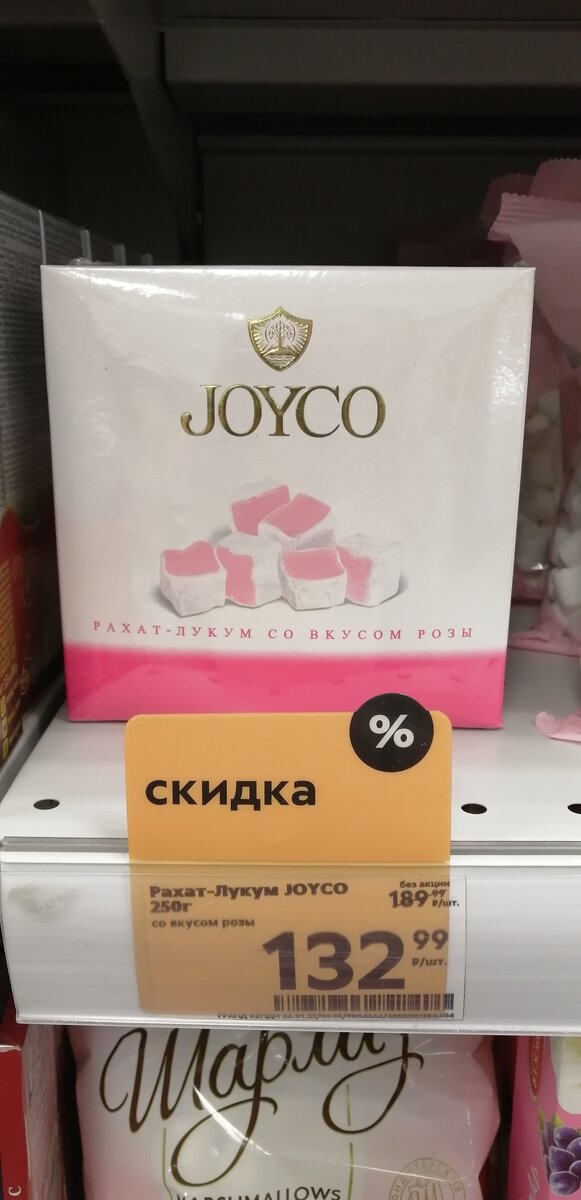 JOYCO
РАХАТ-ЛУКУМ СО ВКУСОМ РОЗЫ
%
скидка
Рахат-Лукум JOYCO
250г
со вкусом розы
без акции
189 99
₽/шт.
132 99
₽/шт.
Шарлиз
MARSHMALLOWS